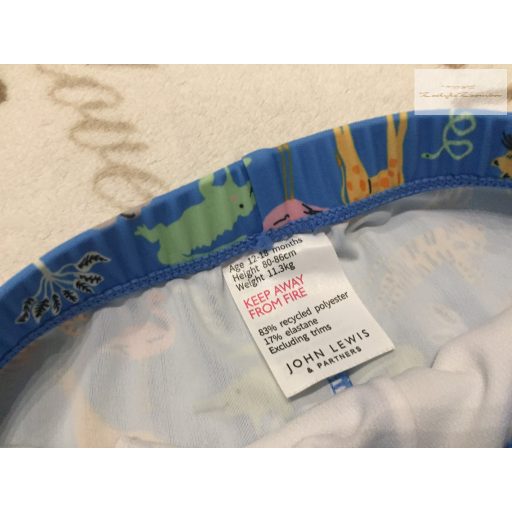 Age 12-18 months
Height 80-86cm
Weight 11.3kg
KEEP AWAY
FROM FIRE
83% recycled polyester
17% elastane
Excluding trims
JOHN LEWIS
& PARTNERS